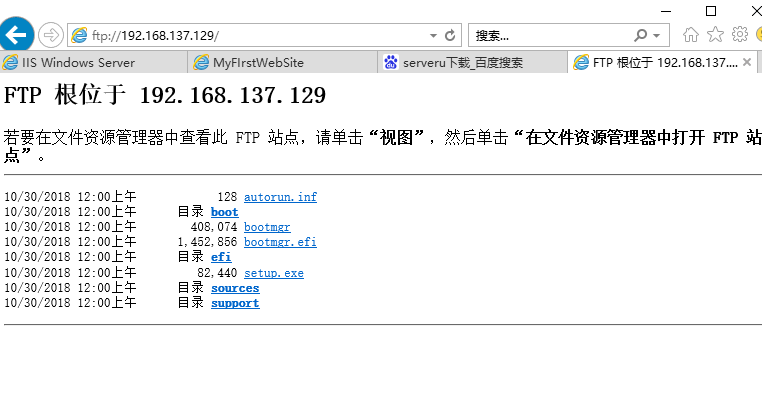 ftp://192.168.137.129/
搜索...
IIS Windows Server
MyFIrstWebSite
serveru下载_百度搜索
FTP 根位于 192.168.137....
FTP 根位于 192.168.137.129
若要在文件资源管理器中查看此 FTP 站点，请单击“视图”，然后单击“在文件资源管理器中打开 FTP 站
点”。
10/30/2018 12:00上午 128 autorun.inf
10/30/2018 12:00上午 目录 boot
10/30/2018 12:00上午 408,074 bootmgr
10/30/2018 12:00上午 1,452,856 bootmgr.efi
10/30/2018 12:00上午 目录 efi
10/30/2018 12:00上午 82,440 setup.exe
10/30/2018 12:00上午 目录 sources
10/30/2018 12:00上午 目录 support